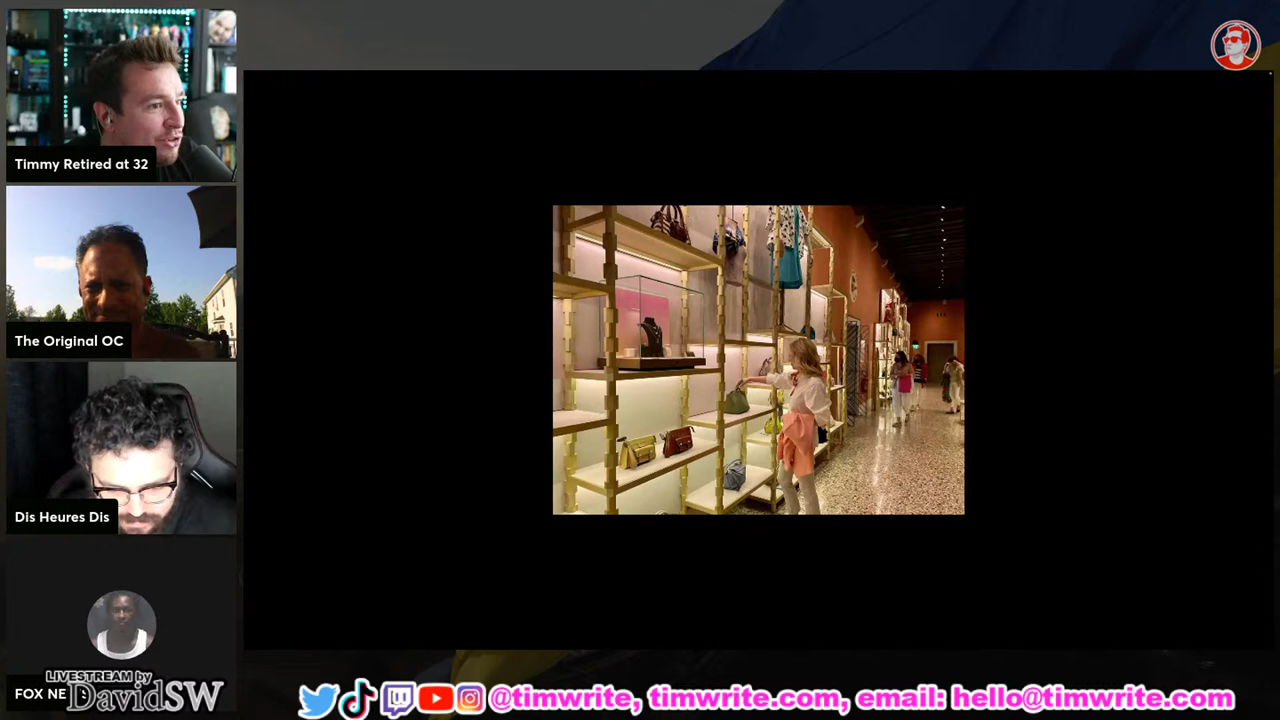 Timmy Retired at 32
The Original OC
Dis Heures Dis
LIVESTREAM by
FOX NE
DavidSW
@timwrite, timwrite.com, email: hello@timwrite.com